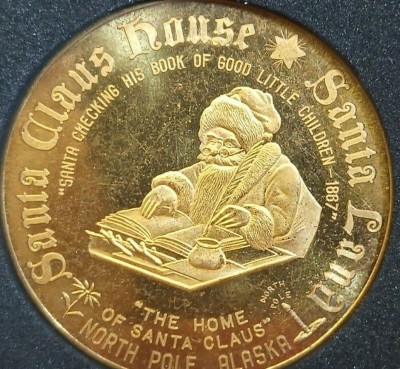 Santa Claus House
Santa Land
"SANTA CHECKING HIS BOOK OF GOOD LITTLE CHILDREN-1887"
NORTH
POLE
"THE HOME
OF SANTA CLAUS"
NORTH POLE, ALASKA